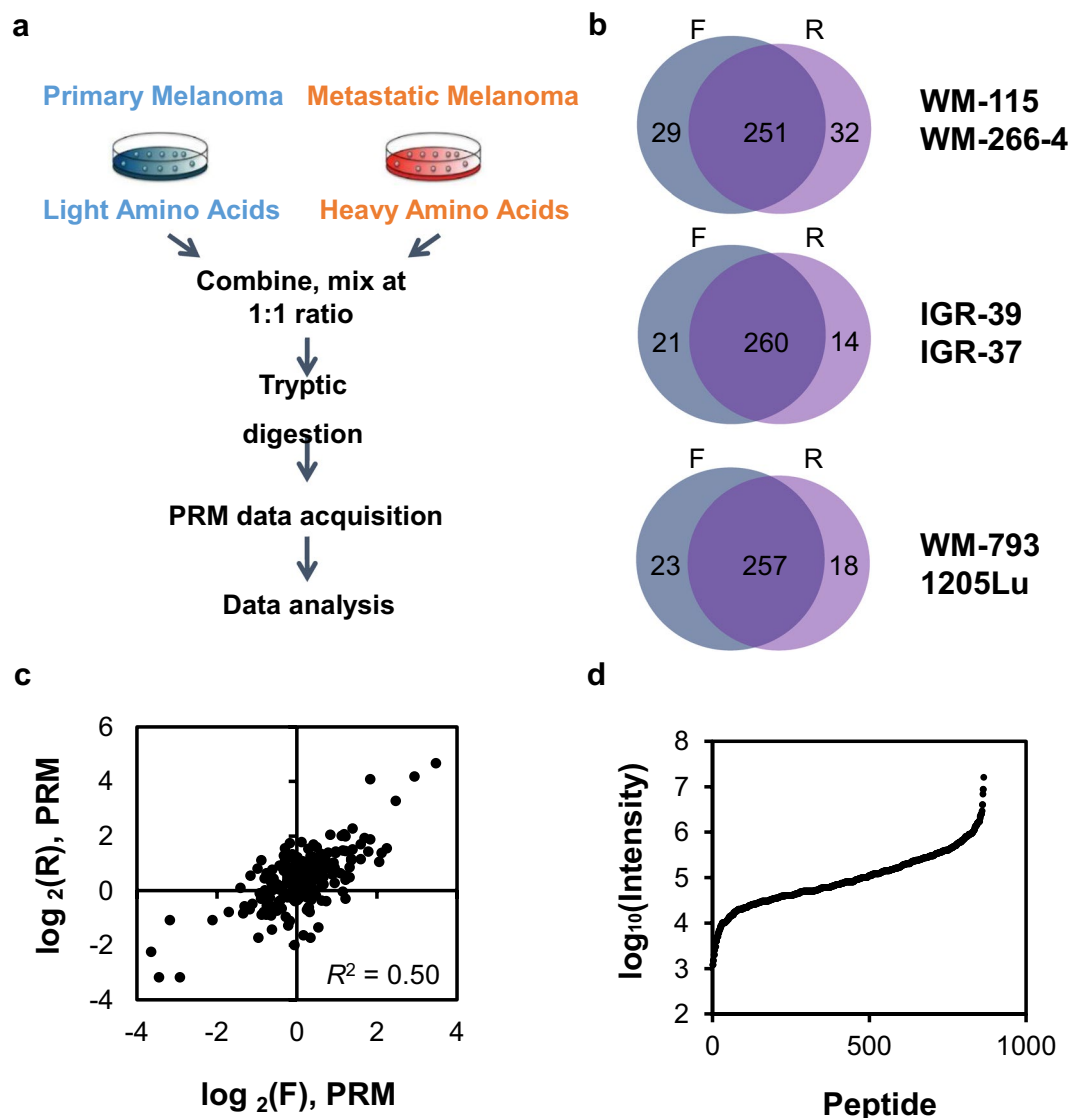 a
Primary Melanoma
Metastatic Melanoma
Light Amino Acids
Heavy Amino Acids
Combine, mix at
1:1 ratio
Tryptic
digestion
PRM data acquisition
Data analysis
b
F
R
29
251
32
WM-115
WM-266-4
F
R
21
260
14
IGR-39
IGR-37
F
R
23
257
18
WM-793
1205Lu
c
log 2(R), PRM
6
4
2
0
-2
-4
R² = 0.50
-4
-2
0
2
4
log 2(F), PRM
d
log10(Intensity)
8
7
6
5
4
3
2
0
500
1000
Peptide